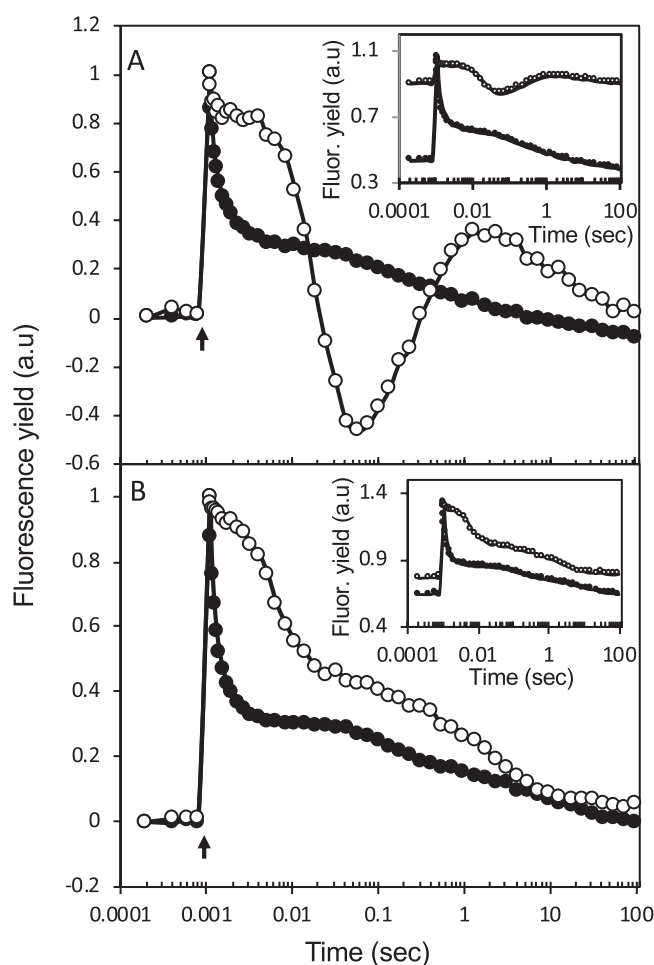 A
1.2
1
0.8
0.6
0.4
0.2
0
-0.2
-0.4
-0.6
Fluor. yield (a.u)
1.1
0.7
0.3
0.0001 0.01 1 100
Time (sec)
Fluorescence yield (a.u)
B
1
0.8
0.6
0.4
0.2
0
-0.2
Fluor. yield (a.u)
1.4
0.9
0.4
0.0001 0.01 1 100
Time (sec)
0.0001 0.001 0.01 0.1 1 10 100
Time (sec)